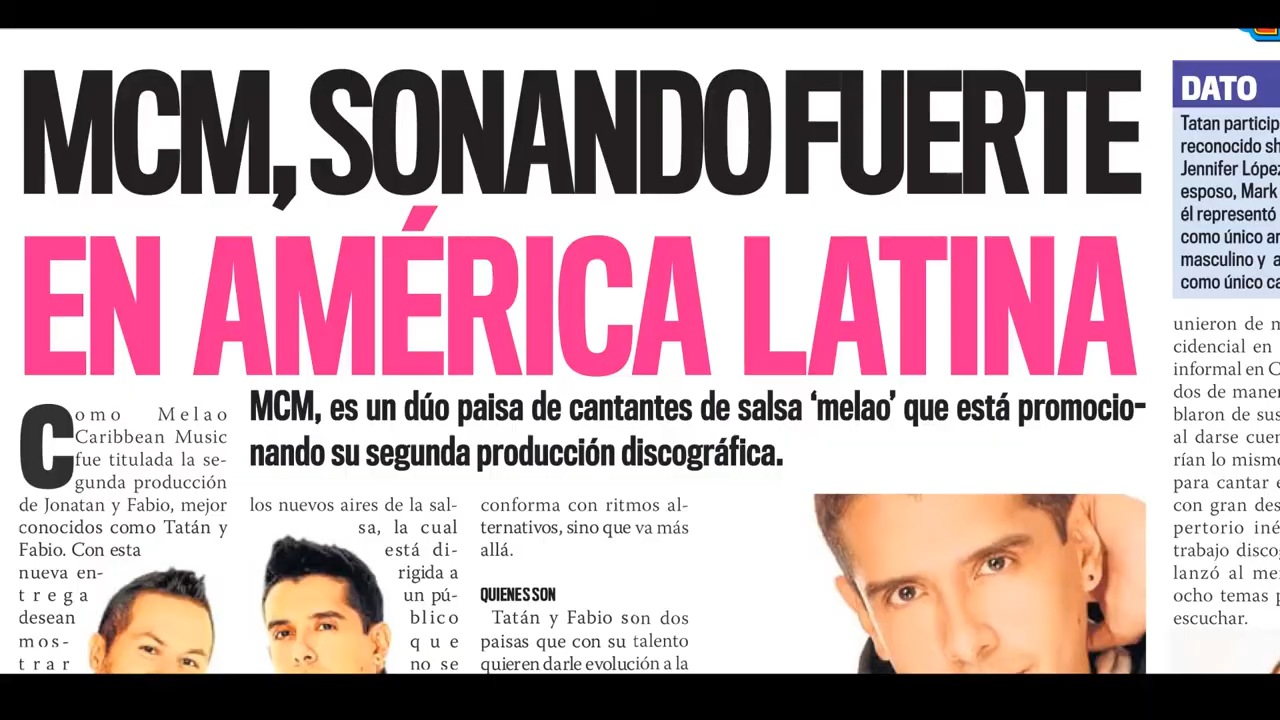 MCM, SONANDO FUERTE
EN AMÉRICA LATINA
MCM, es un dúo paisa de cantantes de salsa ‘melao’ que está promocio-
nando su segunda producción discográfica.
Como Melao
Caribbean Music
fue titulada la se-
gunda producción
de Jonatan y Fabio, mejor
conocidos como Tatán y
Fabio. Con esta
nueva en-
trega
desean
mos-
trar
los nuevos aires de la sal-
sa, la cual
está di-
rigida a
un pú-
blico
que
no se
conforma con ritmos al-
ternativos, sino que va más
allá.
QUIENES SON
Tatán y Fabio son dos
paisas que con su talento
quieren darle evolución a la
DATO
Tatan particip
reconocido sh
Jennifer López
esposo, Mark
él representó
como único ar
masculino y a
como único ca
unieron de m
cidencial en
informal en C
dos de maner
blaron de sus
al darse cuen
rían lo mismo
para cantar e
con gran des
pertorio iné
trabajo discog
lanzó al me
ocho temas p
escuchar.